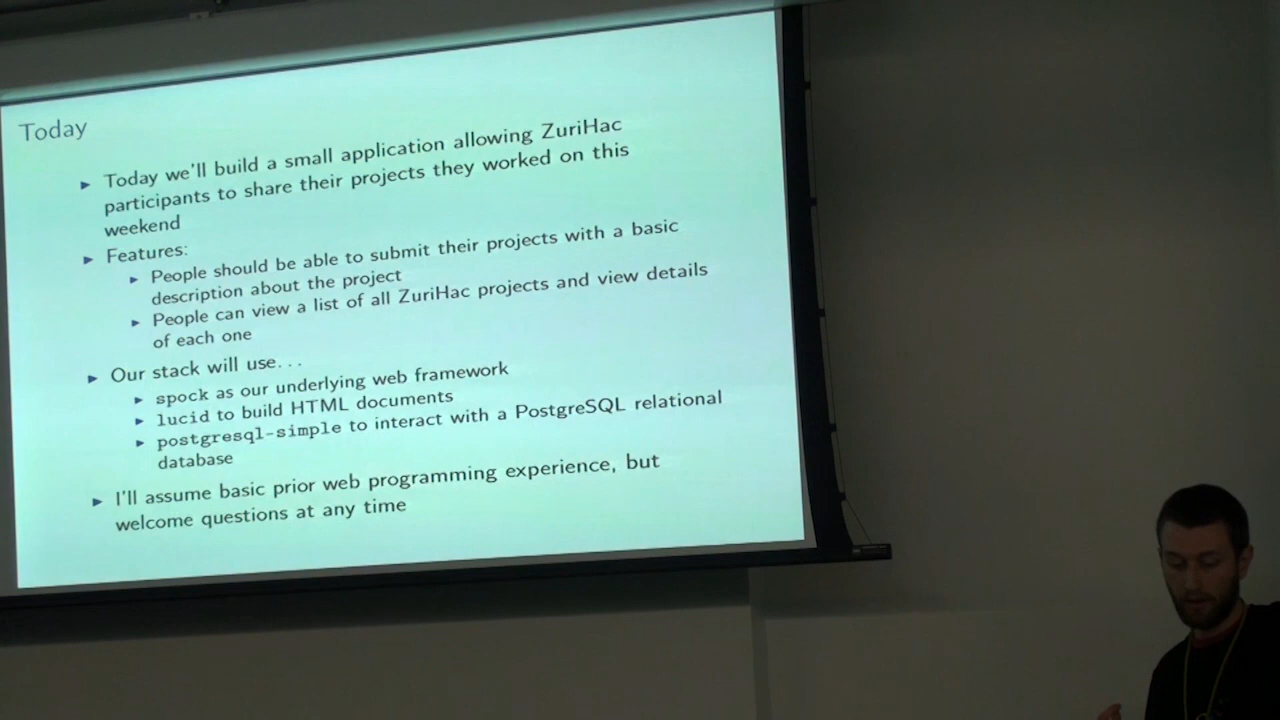 Today
▸ Today we'll build a small application allowing ZuriHac
participants to share their projects they worked on this
weekend
▸ Features:
▸ People should be able to submit their projects with a basic
description about the project
▸ People can view a list of all ZuriHac projects and view details
of each one
▸ Our stack will use...
▸ spock as our underlying web framework
▸ lucid to build HTML documents
▸ postgresql-simple to interact with a PostgreSQL relational
database
▸ I'll assume basic prior web programming experience, but
welcome questions at any time